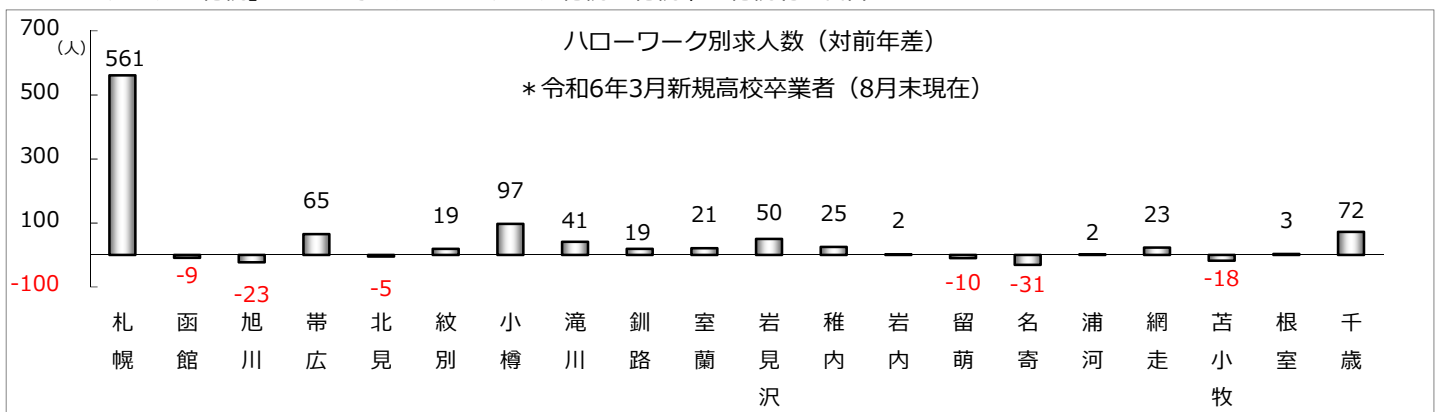 ハローワーク別求人数（対前年差）
＊令和6年3月新規高校卒業者（8月末現在）
（人）
700
500
300
100
-100
561
-9
-23
65
-5
19
97
41
19
21
50
25
2
-10
-31
2
23
-18
3
72
札幌
函館
旭川
帯広
北見
紋別
小樽
滝川
釧路
室蘭
岩見沢
稚内
岩内
留萌
名寄
浦河
網走
苫小牧
根室
千歳